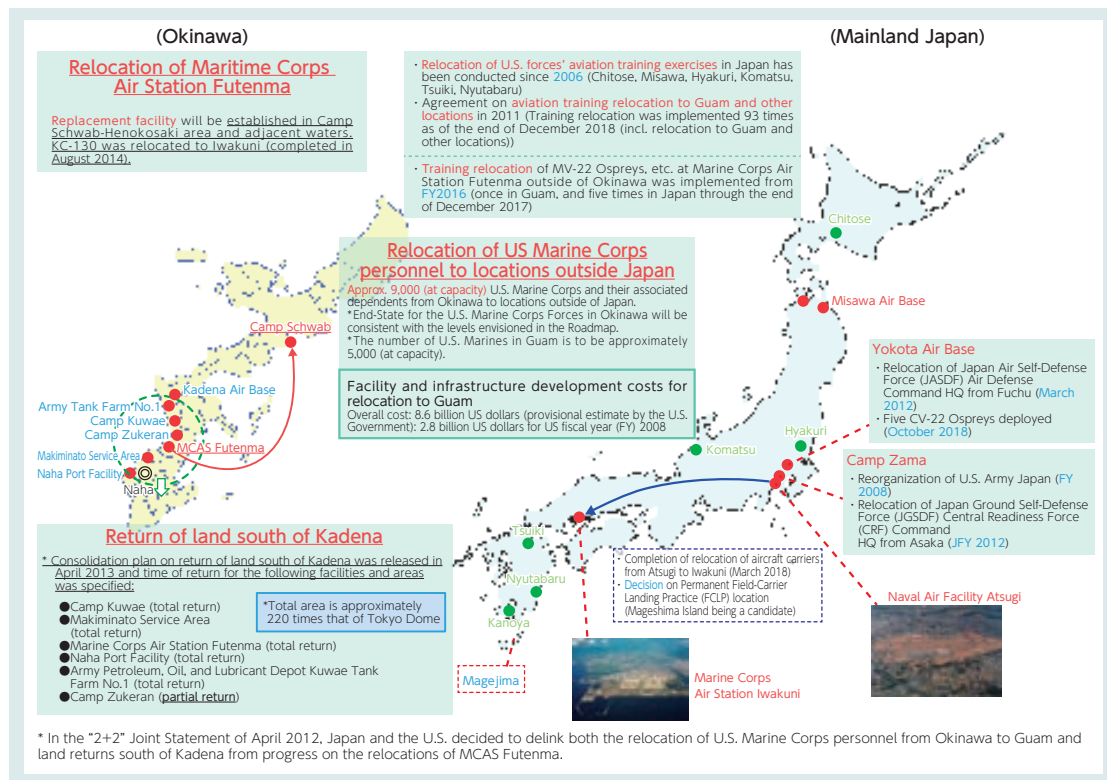 (Okinawa)
(Mainland Japan)
Relocation of Maritime Corps
Air Station Futenma
Replacement facility will be established in Camp
Schwab-Henokosaki area and adjacent waters.
KC-130 was relocated to Iwakuni (completed in
August 2014).
· Relocation of U.S. forces' aviation training exercises in Japan has
been conducted since 2006 (Chitose, Misawa, Hyakuri, Komatsu,
Tsuiki, Nyutabaru)
· Agreement on aviation training relocation to Guam and other
locations in 2011 (Training relocation was implemented 93 times
as of the end of December 2018 (incl. relocation to Guam and
other locations))
· Training relocation of MV-22 Ospreys, etc. at Marine Corps Air
Station Futenma outside of Okinawa was implemented from
FY2016 (once in Guam, and five times in Japan through the end
of December 2017)
Relocation of US Marine Corps
personnel to locations outside Japan
Approx. 9,000 (at capacity) U.S. Marine Corps and their associated
dependents from Okinawa to locations outside of Japan.
*End-State for the U.S. Marine Corps Forces in Okinawa will be
consistent with the levels envisioned in the Roadmap.
*The number of U.S. Marines in Guam is to be approximately
5,000 (at capacity).
Facility and infrastructure development costs for
relocation to Guam
Overall cost: 8.6 billion US dollars (provisional estimate by the U.S.
Government): 2.8 billion US dollars for US fiscal year (FY) 2008
Camp Schwab
Kadena Air Base
Army Tank Farm No.1
Camp Kuwae
Camp Zukeran
MCAS Futenma
Makiminato Service Area
Naha Port Facility
Naha
Chitose
Misawa Air Base
Hyakuri
Komatsu
Tsuiki
Nyutabaru
Kanoya
Magejima
Yokota Air Base
· Relocation of Japan Air Self-Defense
Force (JASDF) Air Defense
Command HQ from Fuchu (March
2012)
· Five CV-22 Ospreys deployed
(October 2018)
Camp Zama
· Reorganization of U.S. Army Japan (FY
2008)
· Relocation of Japan Ground Self-Defense
Force (JGSDF) Central Readiness Force
(CRF) Command
HQ from Asaka (JFY 2012)
· Completion of relocation of aircraft carriers
from Atsugi to Iwakuni (March 2018)
· Decision on Permanent Field-Carrier
Landing Practice (FCLP) location
(Mageshima Island being a candidate)
Naval Air Facility Atsugi
Marine Corps
Air Station Iwakuni
Return of land south of Kadena
* Consolidation plan on return of land south of Kadena was released in
April 2013 and time of return for the following facilities and areas
was specified:
●Camp Kuwae (total return)
●Makiminato Service Area
(total return)
●Marine Corps Air Station Futenma (total return)
●Naha Port Facility (total return)
●Army Petroleum, Oil, and Lubricant Depot Kuwae Tank
Farm No.1 (total return)
●Camp Zukeran (partial return)
*Total area is approximately
220 times that of Tokyo Dome
* In the "2+2" Joint Statement of April 2012, Japan and the U.S. decided to delink both the relocation of U.S. Marine Corps personnel from Okinawa to Guam and
land returns south of Kadena from progress on the relocations of MCAS Futenma.